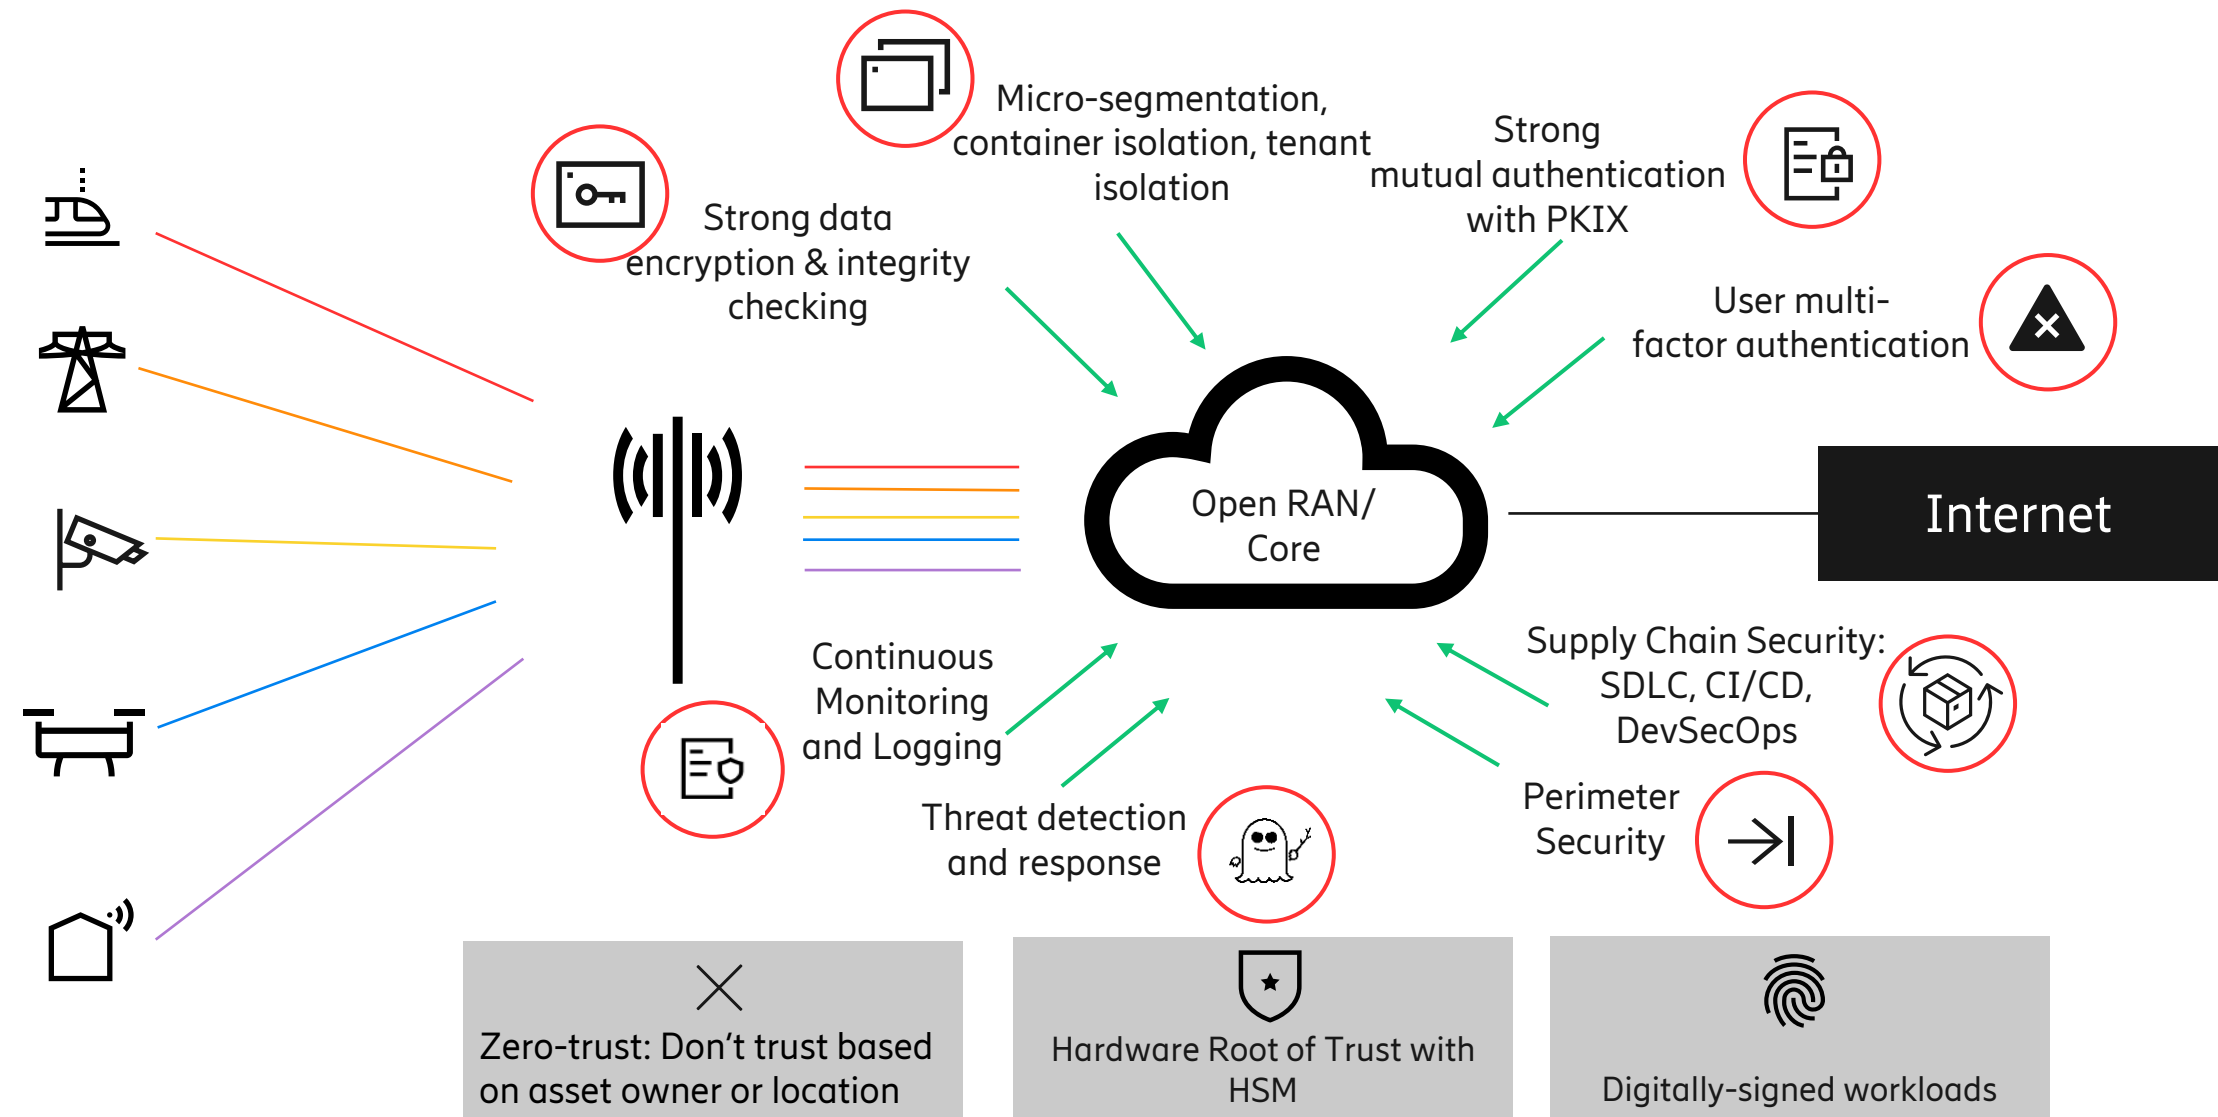 Micro-segmentation,
container isolation, tenant
isolation
Strong
mutual authentication
with PKIX
Strong data
encryption & integrity
checking
User multi-
factor authentication
Open RAN/
Core
Internet
Continuous
Monitoring
and Logging
Supply Chain Security:
SDLC, CI/CD,
DevSecOps
Threat detection
and response
Perimeter
Security
Zero-trust: Don’t trust based
on asset owner or location
Hardware Root of Trust with
HSM
Digitally-signed workloads